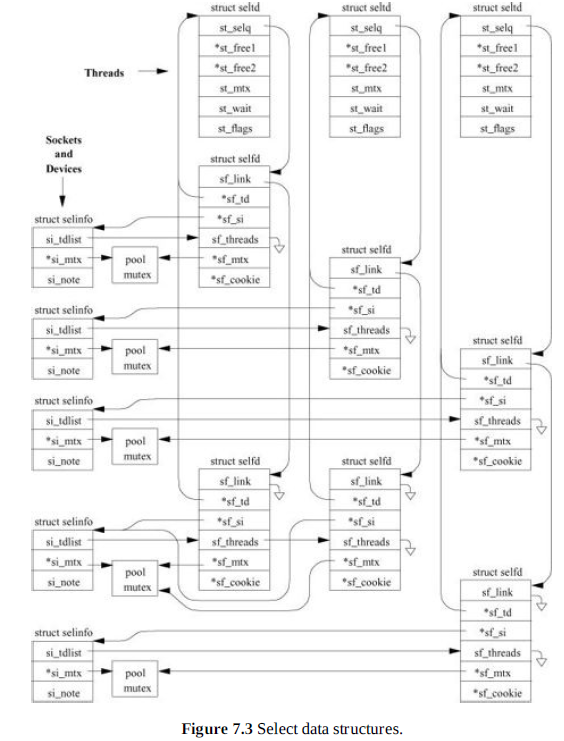 struct seltd
struct seltd
struct seltd
st_selq
st_selq
st_selq
*st_free1
*st_free1
*st_free1
Threads
*st_free2
*st_free2
*st_free2
st_mtx
st_mtx
st_mtx
st_wait
st_wait
st_wait
st_flags
st_flags
st_flags
Sockets
and
Devices
struct selfd
sf_link
*sf_td
*sf_si
sf_threads
*sf_mtx
*sf_cookie
struct selinfo
si_tdlist
*si_mtx
si_note
pool
mutex
struct selfd
sf_link
*sf_td
*sf_si
sf_threads
*sf_mtx
*sf_cookie
struct selinfo
si_tdlist
*si_mtx
si_note
pool
mutex
struct selfd
sf_link
*sf_td
*sf_si
sf_threads
*sf_mtx
*sf_cookie
struct selinfo
si_tdlist
*si_mtx
si_note
pool
mutex
struct selfd
sf_link
*sf_td
*sf_si
sf_threads
*sf_mtx
*sf_cookie
struct selfd
sf_link
*sf_td
*sf_si
sf_threads
*sf_mtx
*sf_cookie
struct selinfo
si_tdlist
*si_mtx
si_note
pool
mutex
struct selfd
sf_link
*sf_td
*sf_si
sf_threads
*sf_mtx
*sf_cookie
struct selinfo
si_tdlist
*si_mtx
si_note
pool
mutex
Figure 7.3 Select data structures.